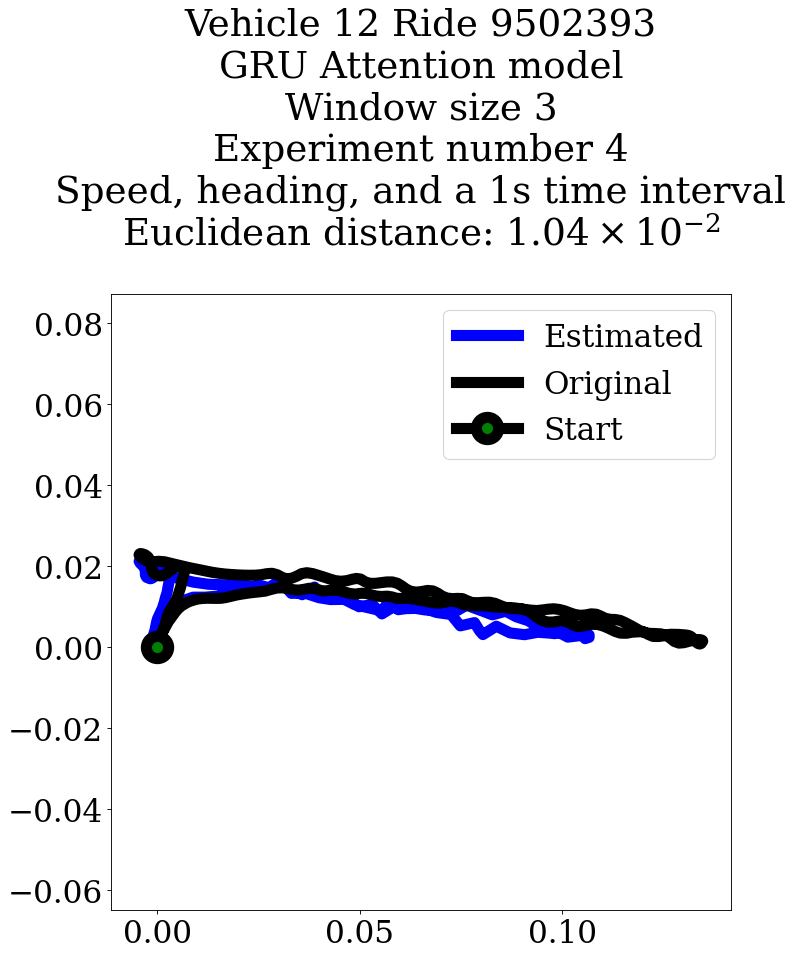 Vehicle 12 Ride 9502393
GRU Attention model
Window size 3
Experiment number 4
Speed, heading, and a 1s time interval
Euclidean distance: 1.04 × 10⁻²
Estimated
Original
Start
0.08
0.06
0.04
0.02
0.00
−0.02
−0.04
−0.06
0.00 0.05 0.10